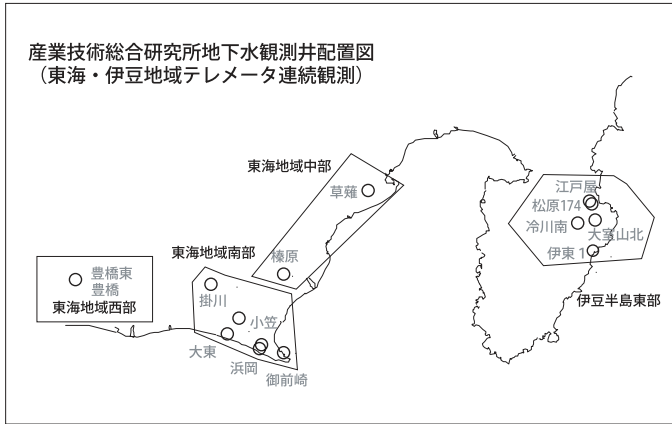 産業技術総合研究所地下水観測井配置図
（東海・伊豆地域テレメータ連続観測）
東海地域中部
草薙
榛原
東海地域南部
掛川
小笠
大東
浜岡
御前崎
豊橋東
豊橋
東海地域西部
江戸屋
松原174
冷川南
大室山北
伊東1
伊豆半島東部